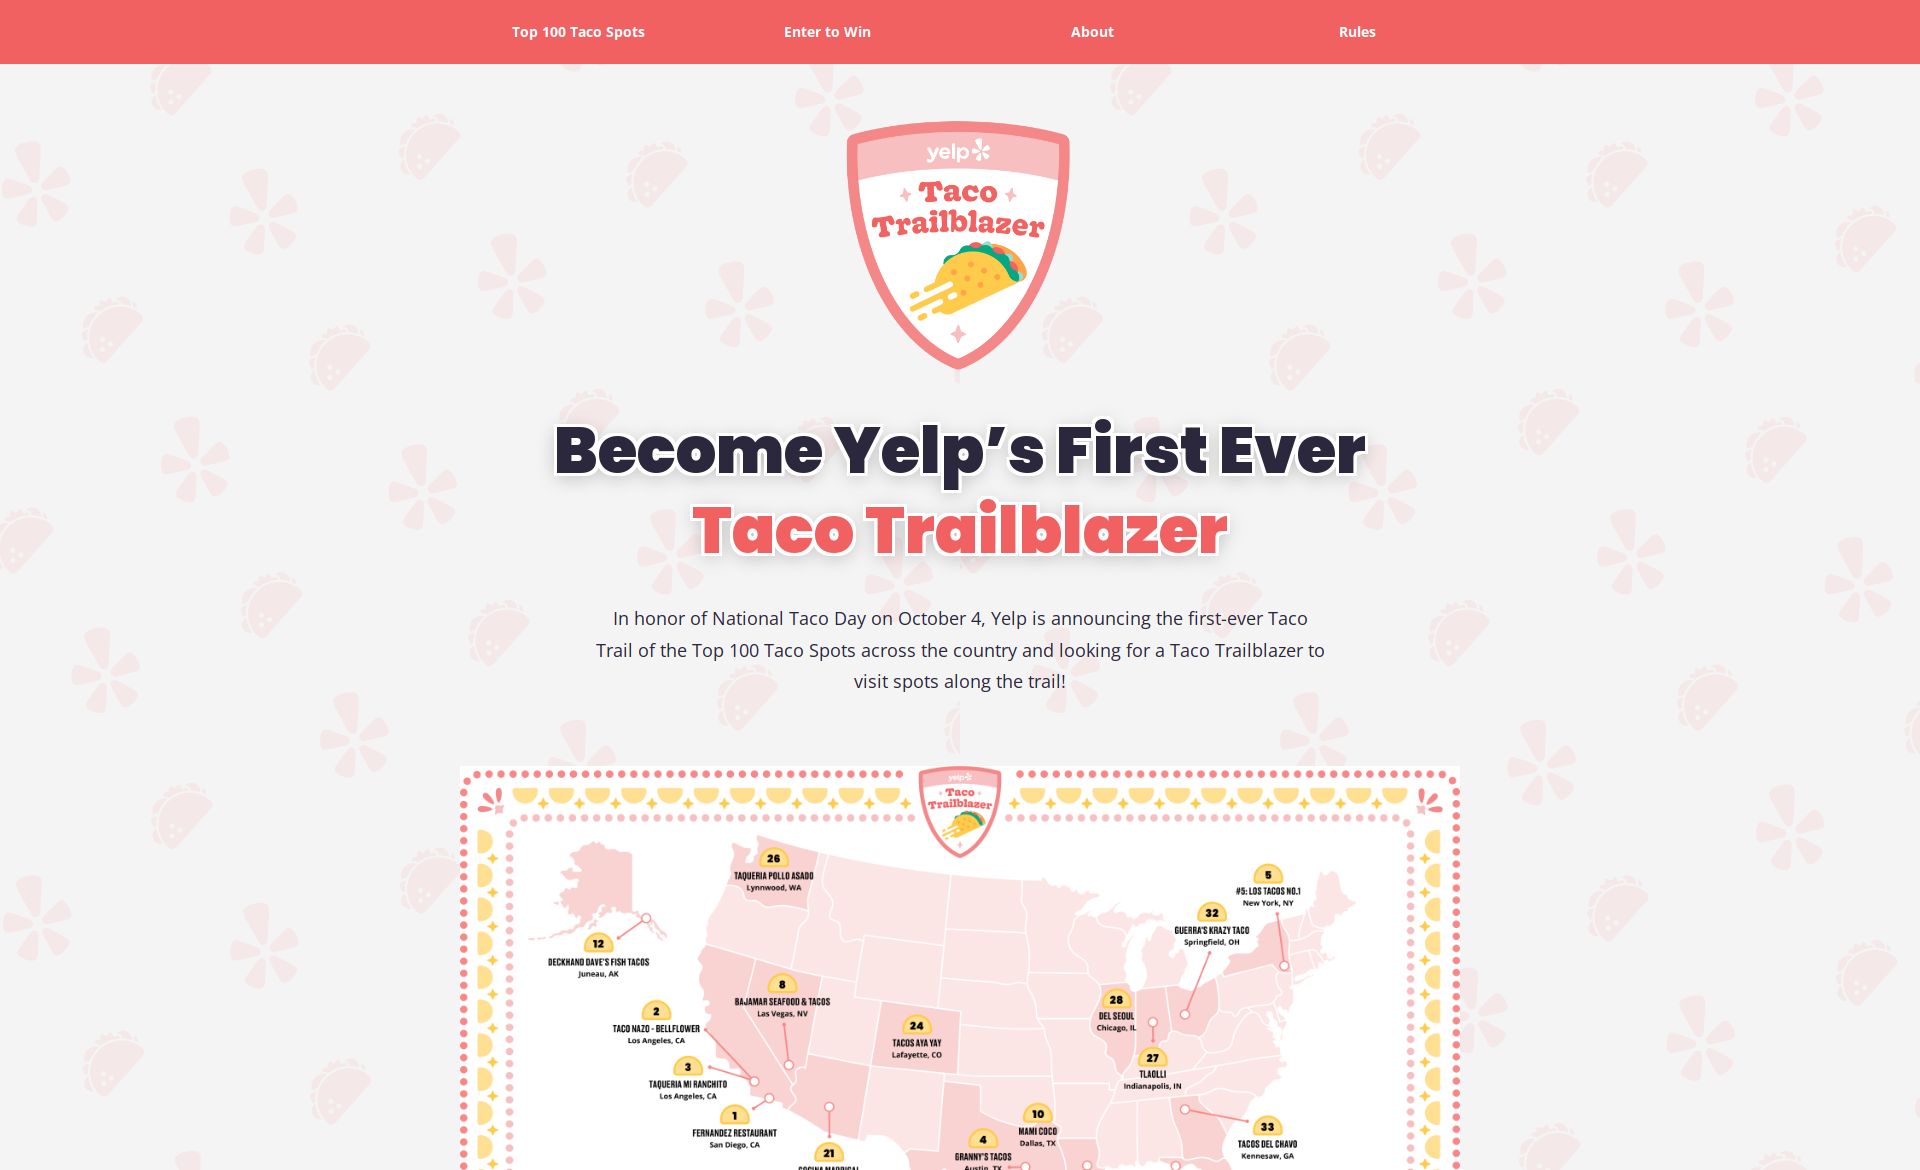 Top 100 Taco Spots
Enter to Win
About
Rules
yelp
Taco
Trailblazer
Become Yelp’s First Ever
Taco Trailblazer
In honor of National Taco Day on October 4, Yelp is announcing the first-ever Taco
Trail of the Top 100 Taco Spots across the country and looking for a Taco Trailblazer to
visit spots along the trail!
yelp
Taco
Trailblazer
26
TAQUERIA POLLO ASADO
Lynnwood, WA
5
#5: LOS TACOS NO.1
New York, NY
32
GUERRA'S KRAZY TACO
Springfield, OH
12
DECKHAND DAVE'S FISH TACOS
Juneau, AK
8
BAJAMAR SEAFOOD & TACOS
Las Vegas, NV
28
DEL SEOUL
Chicago, IL
2
TACO NAZO - BELLFLOWER
Los Angeles, CA
24
TACOS AYA YAY
Lafayette, CO
27
TLAOLLI
Indianapolis, IN
3
TAQUERIA MI RANCHITO
Los Angeles, CA
1
FERNANDEZ RESTAURANT
San Diego, CA
10
MAMI COCO
Dallas, TX
33
TACOS DEL CHAVO
Kennesaw, GA
4
GRANNY'S TACOS
Austin, TX
21
COCINA MADRIGAL